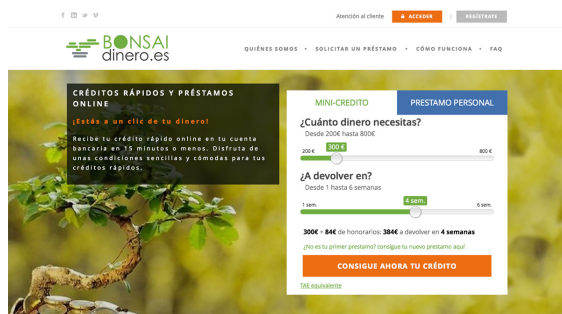 Atención al cliente
ACCEDER
REGÍSTRATE
BONSAI
dinero.es
QUIÉNES SOMOS • SOLICITAR UN PRÉSTAMO • CÓMO FUNCIONA • FAQ
CRÉDITOS RÁPIDOS Y PRÉSTAMOS
ONLINE
¡Estás a un clic de tu dinero!
Recibe tu crédito rápido online en tu cuenta
bancaria en 15 minutos o menos. Disfruta de
unas condiciones sencillas y cómodas para tus
créditos rápidos.
MINI-CREDITO
PRESTAMO PERSONAL
¿Cuánto dinero necesitas?
Desde 200€ hasta 800€
300 €
200 €
800 €
¿A devolver en?
Desde 1 hasta 6 semanas
4 sem.
1 sem.
6 sem.
300€ + 84€ de honorarios: 384€ a devolver en 4 semanas
¿No es tu primer prestamo? consigue tu nuevo prestamo aquí
CONSIGUE AHORA TU CRÉDITO
TAE equivalente